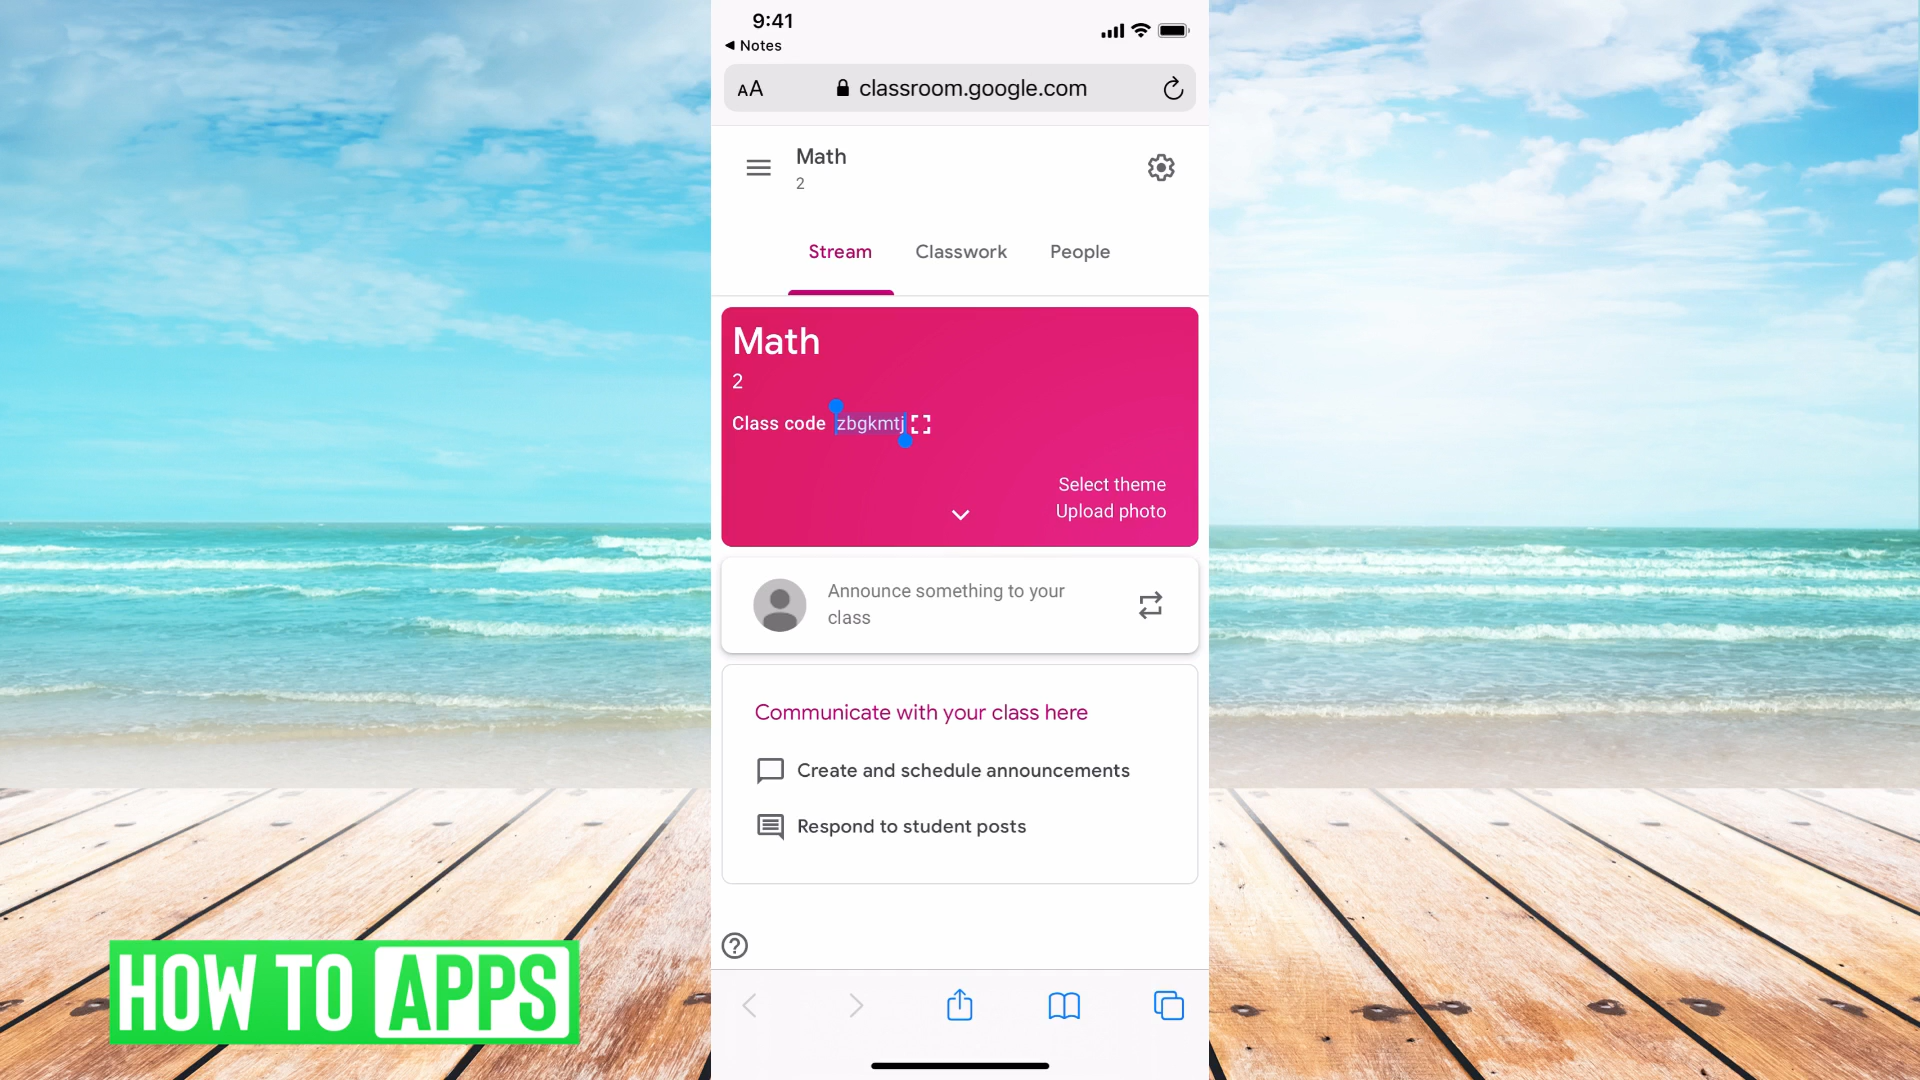 9:41
Notes
AA
classroom.google.com
Math
2
Stream
Classwork
People
Math
2
Class code zbgkmtj
Select theme
Upload photo
Announce something to your
class
Communicate with your class here
Create and schedule announcements
Respond to student posts
HOW TO APPS